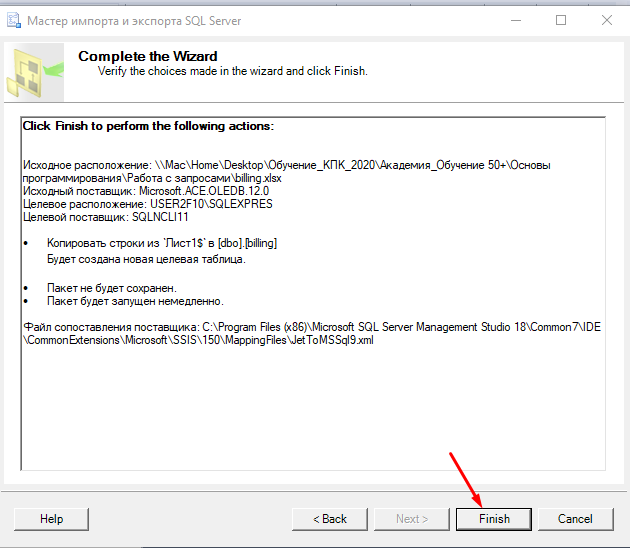 Мастер импорта и экспорта SQL Server
Complete the Wizard
Verify the choices made in the wizard and click Finish.
Click Finish to perform the following actions:
Исходное расположение: \\Mac\Home\Desktop\Обучение_КПК_2020\Академия_Обучение 50+\Основы
программирования\Работа с запросами\billing.xlsx
Исходный поставщик: Microsoft.ACE.OLEDB.12.0
Целевое расположение: USER2F10\SQLEXPRES
Целевой поставщик: SQLNCLI11
• Копировать строки из `Лист1$` в [dbo].[billing]
Будет создана новая целевая таблица.
• Пакет не будет сохранен.
• Пакет будет запущен немедленно.
Файл сопоставления поставщика: C:\Program Files (x86)\Microsoft SQL Server Management Studio 18\Common7\IDE
\CommonExtensions\Microsoft\SSIS\150\MappingFiles\JetToMSSql9.xml
Help < Back Next > Finish Cancel